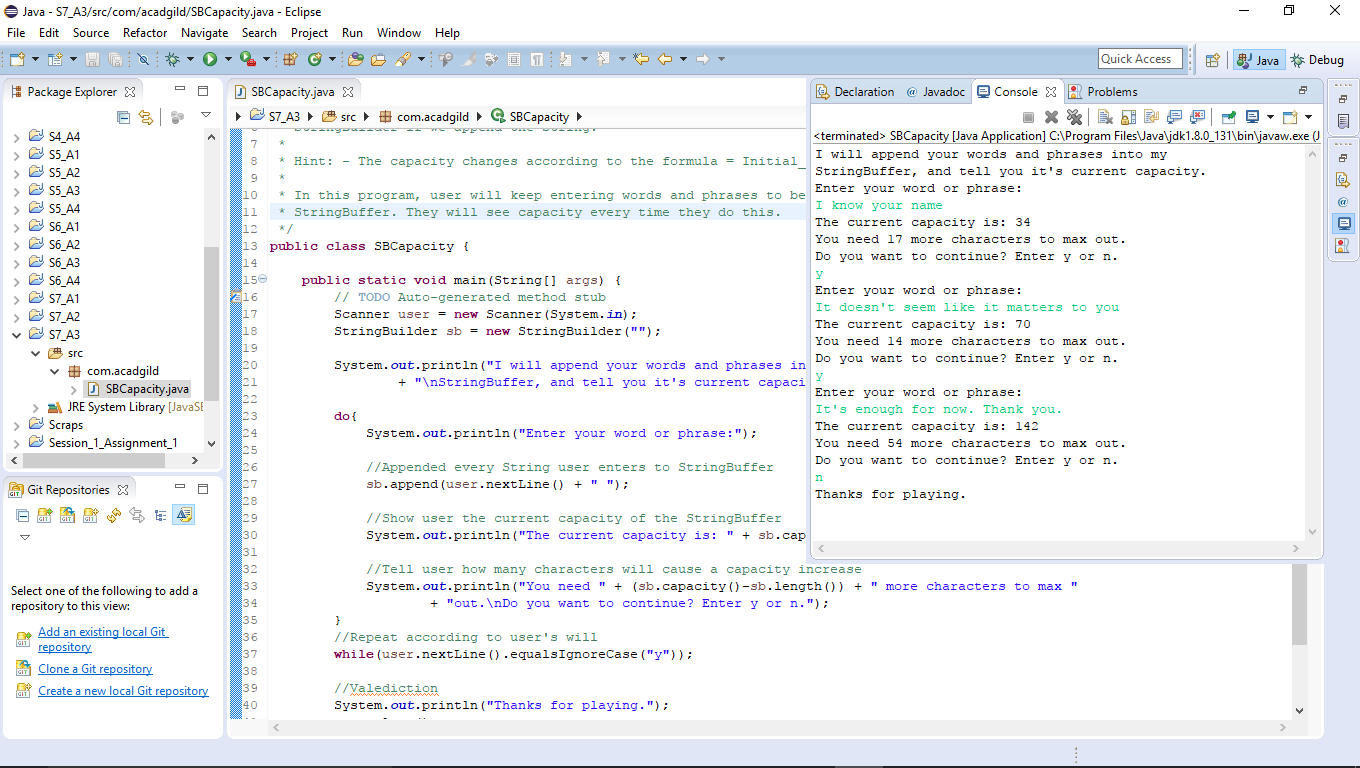 Java - S7_A3/src/com/acadgild/SBCapacity.java - Eclipse
File Edit Source Refactor Navigate Search Project Run Window Help
Quick Access
Java
Debug
Package Explorer
S4_A4
S5_A1
S5_A2
S5_A3
S5_A4
S6_A1
S6_A2
S6_A3
S6_A4
S7_A1
S7_A2
S7_A3
src
com.acadgild
SBCapacity.java
JRE System Library [JavaSE
Scraps
Session_1_Assignment_1
Git Repositories
Select one of the following to add a
repository to this view:
Add an existing local Git
repository
Clone a Git repository
Create a new local Git repository
SBCapacity.java
S7_A3 src com.acadgild SBCapacity
7 *
8 * Hint: - The capacity changes according to the formula = Initial_
9 *
10 * In this program, user will keep entering words and phrases to be
11 * StringBuffer. They will see capacity every time they do this.
12 */
13 public class SBCapacity {
14
15 public static void main(String[] args) {
16 // TODO Auto-generated method stub
17 Scanner user = new Scanner(System.in);
18 StringBuilder sb = new StringBuilder("");
19
20 System.out.println("I will append your words and phrases in
21 + "\nStringBuffer, and tell you it's current capaci
22
23 do{
24 System.out.println("Enter your word or phrase:");
25
26 //Appended every String user enters to StringBuffer
27 sb.append(user.nextLine() + " ");
28
29 //Show user the current capacity of the StringBuffer
30 System.out.println("The current capacity is: " + sb.cap
31
32 //Tell user how many characters will cause a capacity increase
33 System.out.println("You need " + (sb.capacity()-sb.length()) + " more characters to max "
34 + "out.\nDo you want to continue? Enter y or n.");
35 }
36 //Repeat according to user's will
37 while(user.nextLine().equalsIgnoreCase("y"));
38
39 //Valediction
40 System.out.println("Thanks for playing.");
Declaration @ Javadoc Console Problems
<terminated> SBCapacity [Java Application] C:\Program Files\Java\jdk1.8.0_131\bin\javaw.exe (J
I will append your words and phrases into my
StringBuffer, and tell you it's current capacity.
Enter your word or phrase:
I know your name
The current capacity is: 34
You need 17 more characters to max out.
Do you want to continue? Enter y or n.
y
Enter your word or phrase:
It doesn't seem like it matters to you
The current capacity is: 70
You need 14 more characters to max out.
Do you want to continue? Enter y or n.
y
Enter your word or phrase:
It's enough for now. Thank you.
The current capacity is: 142
You need 54 more characters to max out.
Do you want to continue? Enter y or n.
n
Thanks for playing.